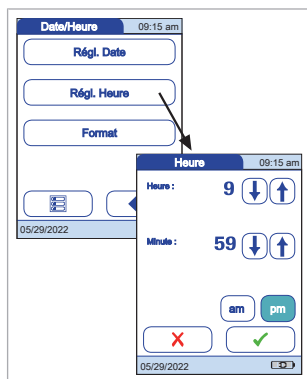 Date/Heure 09:15 am
Régl. Date
Régl. Heure
Format
05/29/2022
Heure 09:15 am
Heure : 9
Minute : 59
am pm
05/29/2022